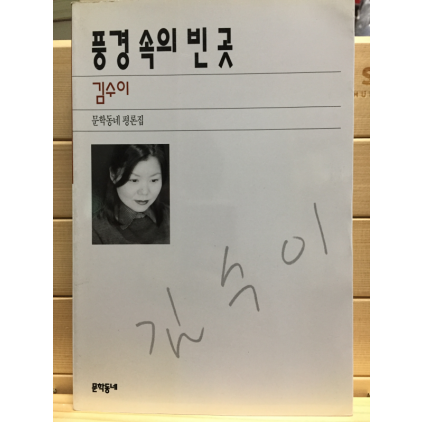 풍경 속의 빈 곳
김수이
문학동네 평론집
김수이
문학동네